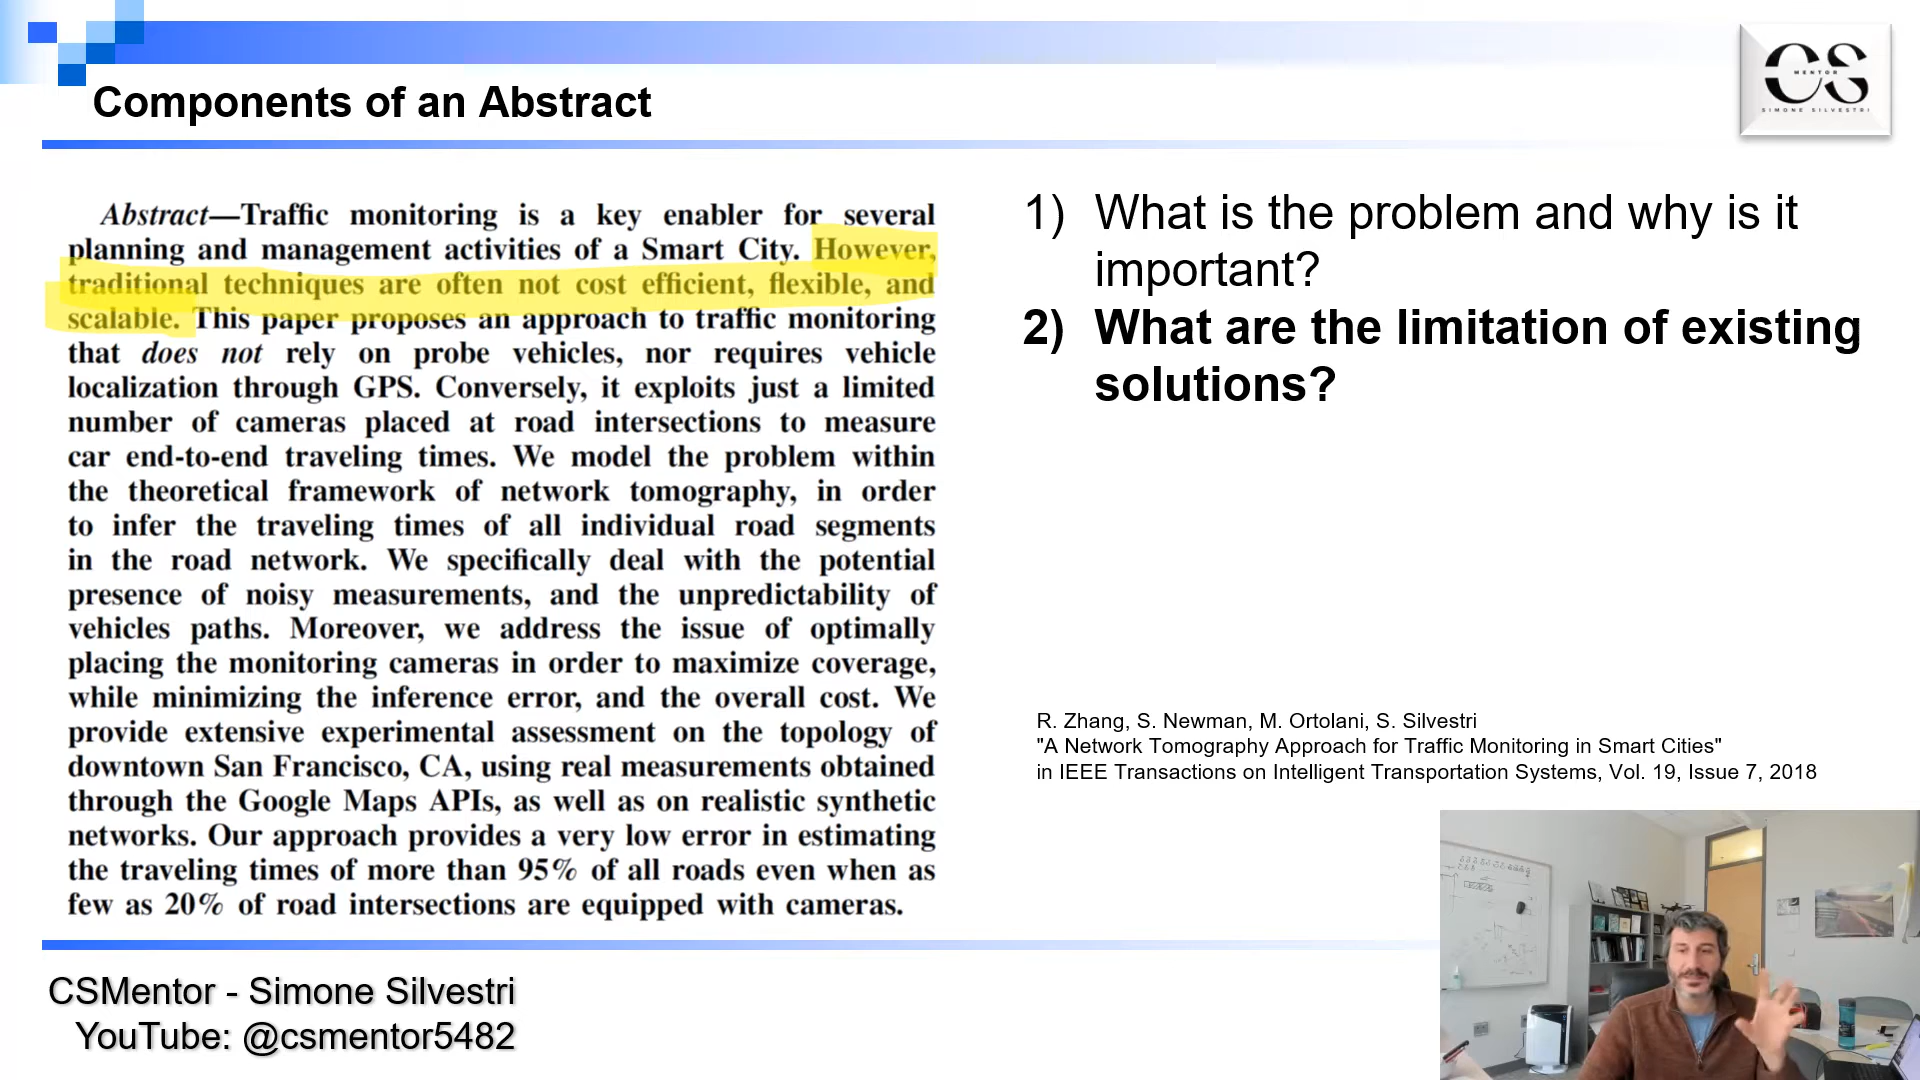 CS
MENTOR
SIMONE SILVESTRI
Components of an Abstract
Abstract—Traffic monitoring is a key enabler for several
planning and management activities of a Smart City. However,
traditional techniques are often not cost efficient, flexible, and
scalable. This paper proposes an approach to traffic monitoring
that does not rely on probe vehicles, nor requires vehicle
localization through GPS. Conversely, it exploits just a limited
number of cameras placed at road intersections to measure
car end-to-end traveling times. We model the problem within
the theoretical framework of network tomography, in order
to infer the traveling times of all individual road segments
in the road network. We specifically deal with the potential
presence of noisy measurements, and the unpredictability of
vehicles paths. Moreover, we address the issue of optimally
placing the monitoring cameras in order to maximize coverage,
while minimizing the inference error, and the overall cost. We
provide extensive experimental assessment on the topology of
downtown San Francisco, CA, using real measurements obtained
through the Google Maps APIs, as well as on realistic synthetic
networks. Our approach provides a very low error in estimating
the traveling times of more than 95% of all roads even when as
few as 20% of road intersections are equipped with cameras.
1) What is the problem and why is it
important?
2) What are the limitation of existing
solutions?
R. Zhang, S. Newman, M. Ortolani, S. Silvestri
"A Network Tomography Approach for Traffic Monitoring in Smart Cities"
in IEEE Transactions on Intelligent Transportation Systems, Vol. 19, Issue 7, 2018
CSMentor - Simone Silvestri
YouTube: @csmentor5482